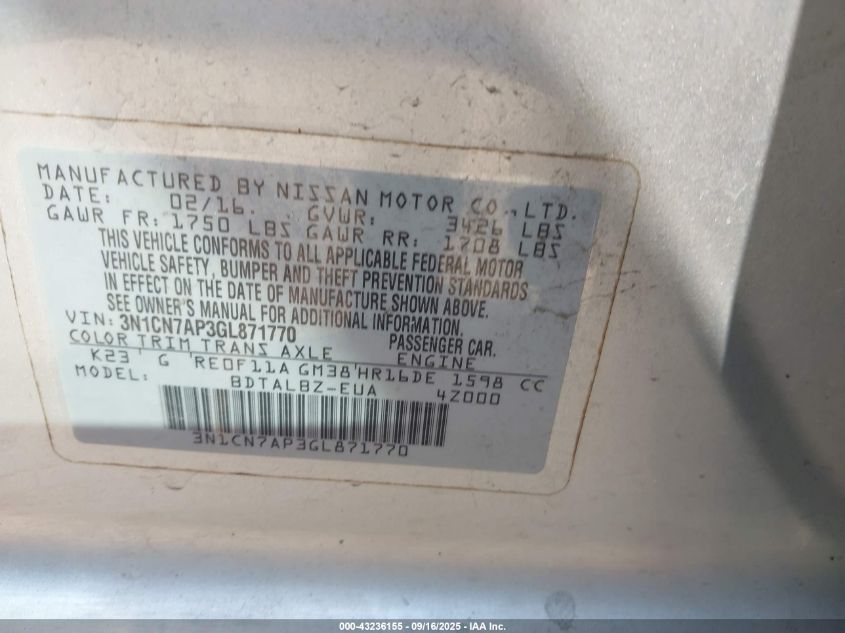 MANUFACTURED BY NISSAN MOTOR CO., LTD.
DATE: 02/16. GVWR: 3426 LBS
GAWR FR: 1750 LBS GAWR RR: 1708 LBS
THIS VEHICLE CONFORMS TO ALL APPLICABLE FEDERAL MOTOR
VEHICLE SAFETY, BUMPER AND THEFT PREVENTION STANDARDS
IN EFFECT ON THE DATE OF MANUFACTURE SHOWN ABOVE.
SEE OWNER'S MANUAL FOR ADDITIONAL INFORMATION.
VIN: 3N1CN7AP3GL871770 PASSENGER CAR.
COLOR TRIM TRANS AXLE ENGINE
K23 G RE0F11A GM38 HR16DE 1598 CC
MODEL: BDTALBZ-EUA 4Z000
3N1CN7AP3GL871770
000-43236155 - 09/16/2025 - IAA Inc.